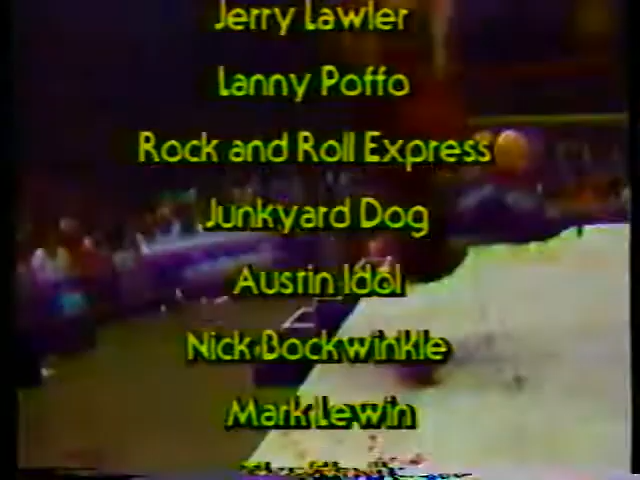 Jerry Lawler
Lanny Poffo
Rock and Roll Express
Junkyard Dog
Austin Idol
Nick Bockwinkle
Mark Lewin